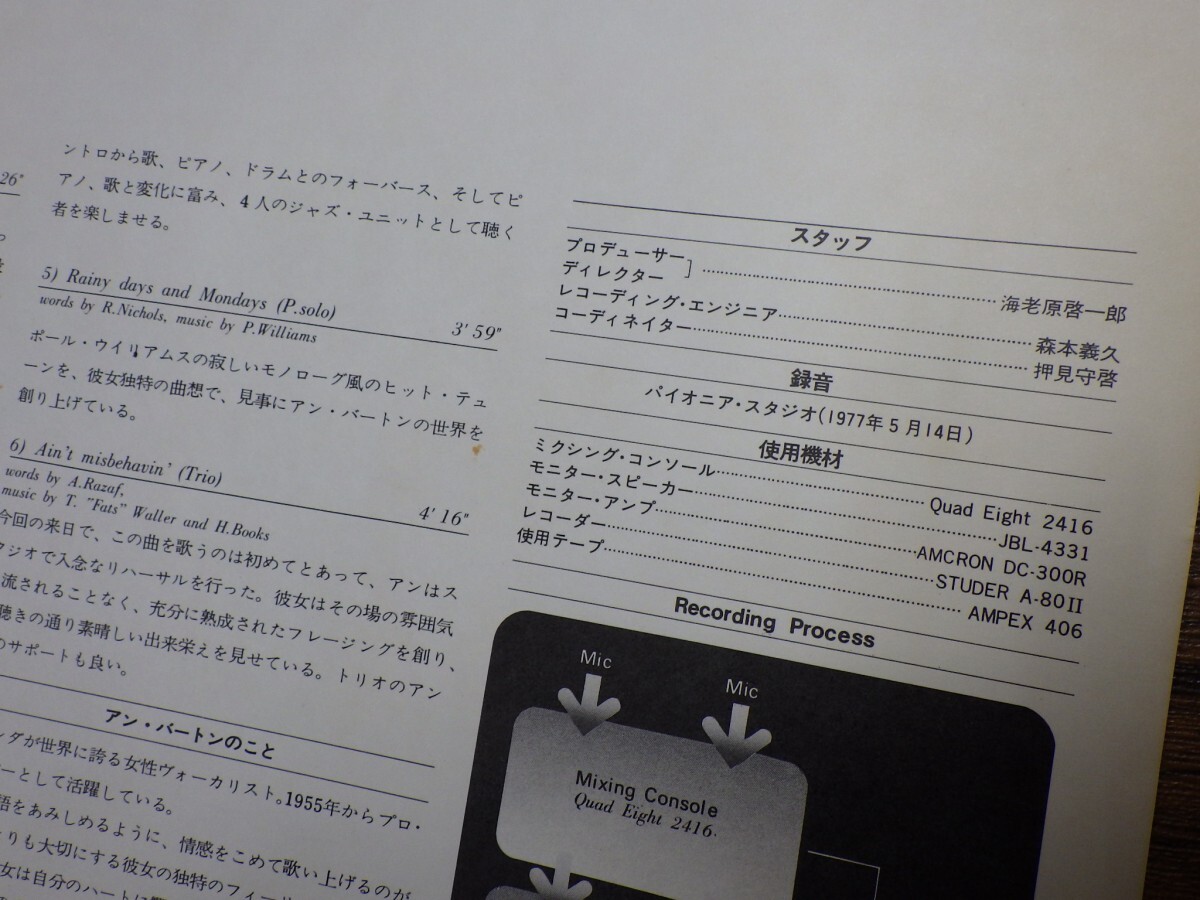 26"
ントロから歌、ピアノ、ドラムとのフォーバース、そしてピ
アノ、歌と変化に富み、4人のジャズ・ユニットとして聴く
者を楽しませる。
5) Rainy days and Mondays (P.solo) 3' 59"
words by R.Nichols, music by P.Williams
ポール・ウイリアムスの寂しいモノローグ風のヒット・テュ
ーンを、彼女独特の曲想で、見事にアン・バートンの世界を
創り上げている。
6) Ain't misbehavin' (Trio) 4' 16"
words by A.Razaf,
music by T. "Fats" Waller and H.Books
今回の来日で、この曲を歌うのは初めてとあって、アンはス
タジオで入念なリハーサルを行った。彼女はその場の雰囲気
流されることなく、充分に熟成されたフレージングを創り、
聴きの通り素晴しい出来栄えを見せている。トリオのアン
のサポートも良い。
アン・バートンのこと
ンダが世界に誇る女性ヴォーカリスト。1955年からプロ・
ガーとして活躍している。
語をあみしめるように、情感をこめて歌い上げるのが
よりも大切にする彼女の独特のフィー
女は自分のハートに
スタッフ
プロデューサー
ディレクター] 海老原啓一郎
レコーディング・エンジニア 森本義久
コーディネイター 押見守啓
録音
パイオニア・スタジオ(1977年5月14日)
使用機材
ミクシング・コンソール Quad Eight 2416
モニター・スピーカー JBL-4331
モニター・アンプ AMCRON DC-300R
レコーダー STUDER A-80II
使用テープ AMPEX 406
Recording Process
Mic
Mic
Mixing Console
Quad Eight 2416.